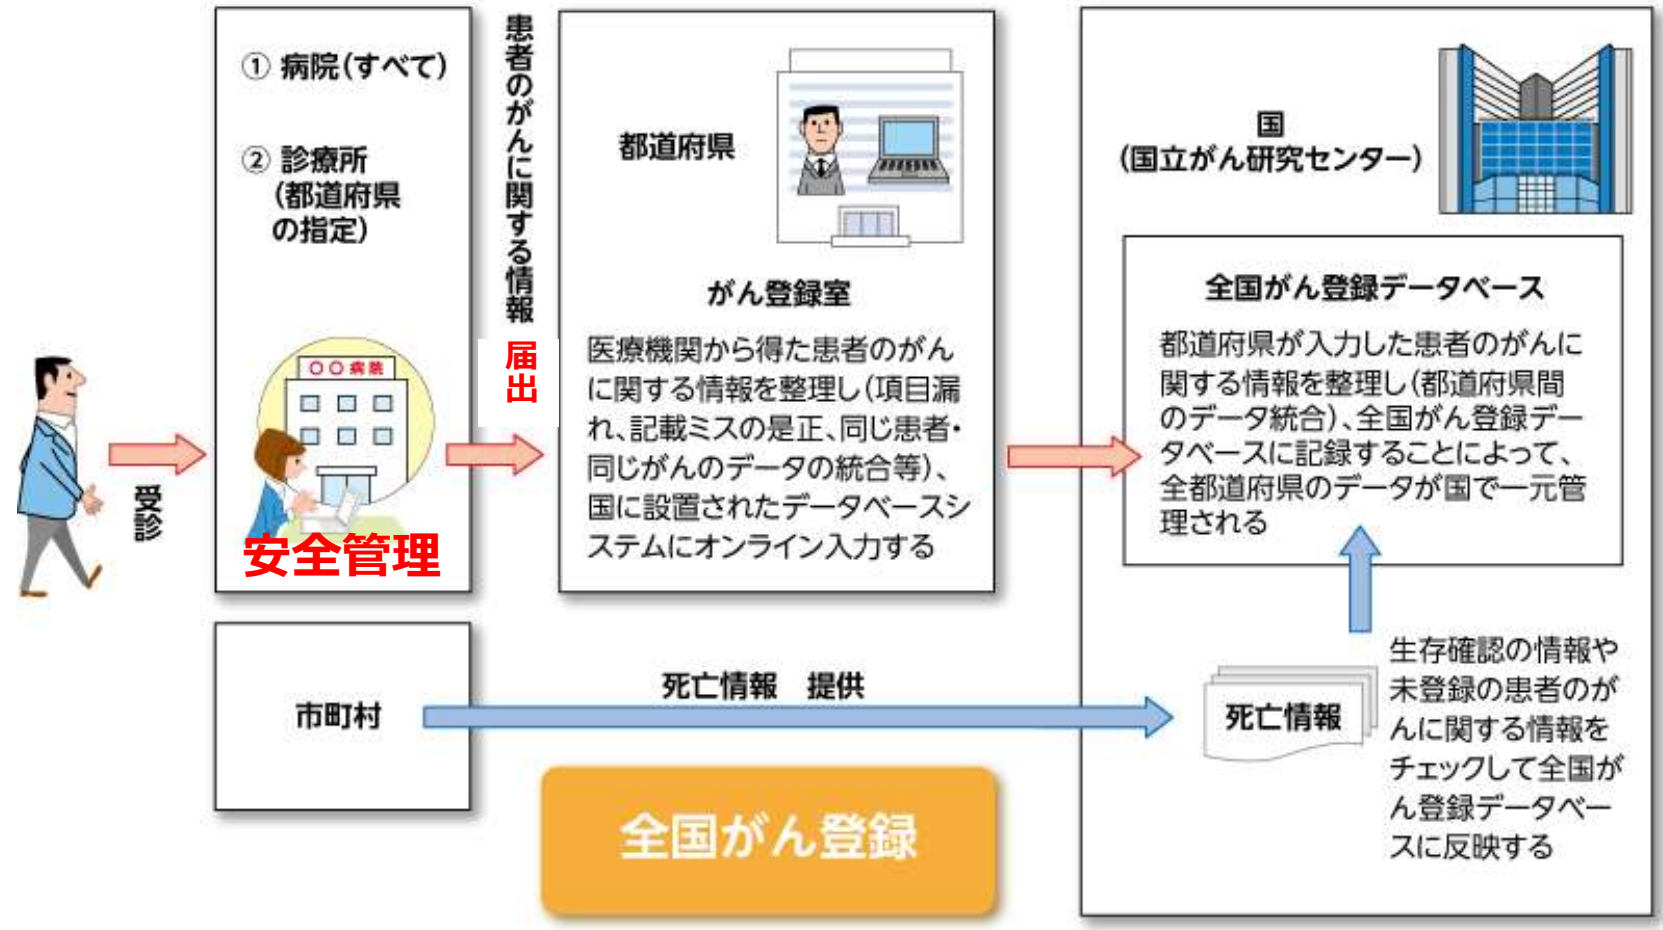 受診
① 病院(すべて)
② 診療所
(都道府県
の指定)
〇〇病院
安全管理
患者のがんに関する情報
届
出
都道府県
がん登録室
医療機関から得た患者のがん
に関する情報を整理し(項目漏
れ、記載ミスの是正、同じ患者・
同じがんのデータの統合等)、
国に設置されたデータベースシ
ステムにオンライン入力する
国
(国立がん研究センター)
全国がん登録データベース
都道府県が入力した患者のがんに
関する情報を整理し(都道府県間
のデータ統合)、全国がん登録デー
タベースに記録することによって、
全都道府県のデータが国で一元管
理される
市町村
死亡情報 提供
死亡情報
生存確認の情報や
未登録の患者のが
んに関する情報を
チェックして全国が
ん登録データベー
スに反映する
全国がん登録